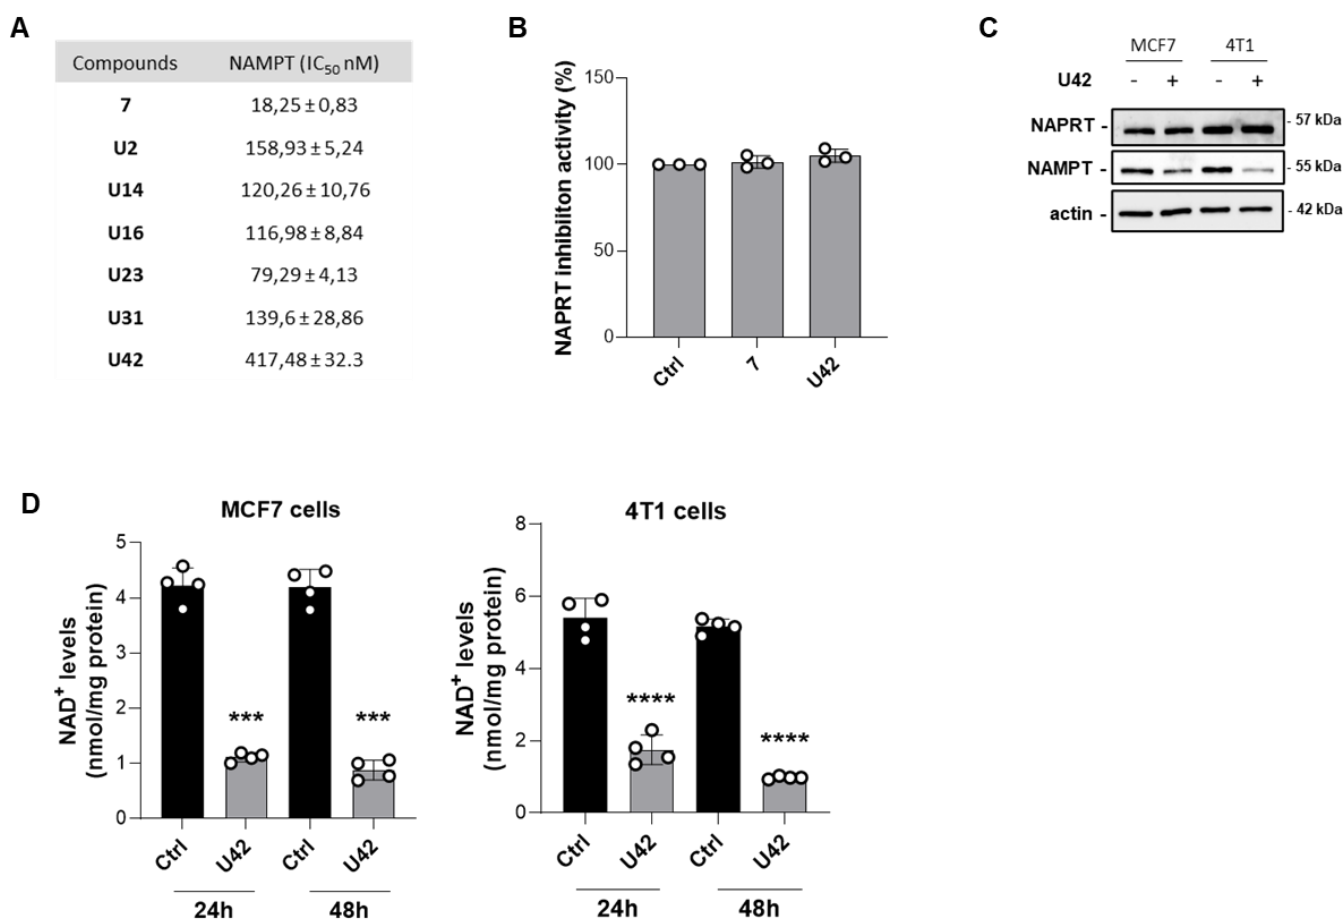 A
Compounds NAMPT (IC50 nM)
7 18,25 ± 0,83
U2 158,93 ± 5,24
U14 120,26 ± 10,76
U16 116,98 ± 8,84
U23 79,29 ± 4,13
U31 139,6 ± 28,86
U42 417,48 ± 32.3
B
NAPRT inhibiiton activity (%)
150
100
50
0
Ctrl
7
U42
C
MCF7 4T1
U42 - + - +
NAPRT - - 57 kDa
NAMPT - - 55 kDa
actin - - 42 kDa
D
MCF7 cells
NAD+ levels
(nmol/mg protein)
5
4
3
2
1
0
*** ***
Ctrl U42 Ctrl U42
24h 48h
4T1 cells
NAD+ levels
(nmol/mg protein)
8
6
4
2
0
**** ****
Ctrl U42 Ctrl U42
24h 48h